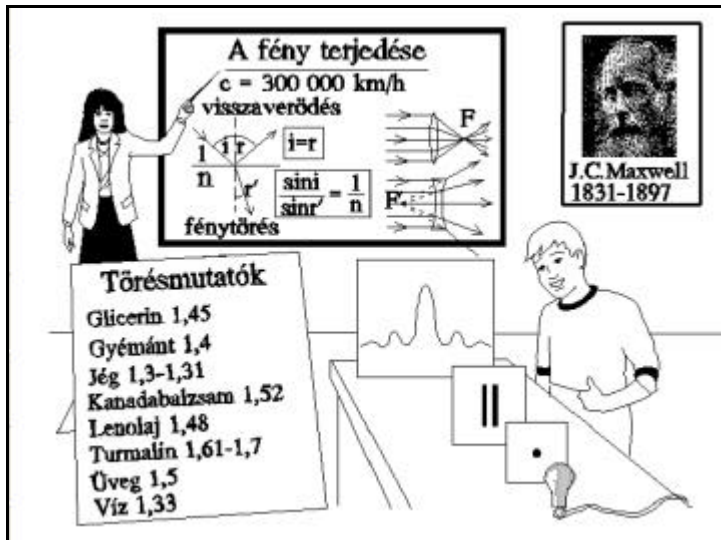 A fény terjedése
c = 300 000 km/h
visszaverödés
i r
i=r
1
n
r'
sini
sinr'
=
1
n
fénytörés
F
F
J.C.Maxwell
1831-1897
Törésmutatók
Glicerin 1,45
Gyémánt 1,4
Jég 1,3-1,31
Kanadabalzsam 1,52
Lenolaj 1,48
Turmalin 1,61-1,7
Üveg 1,5
Víz 1,33